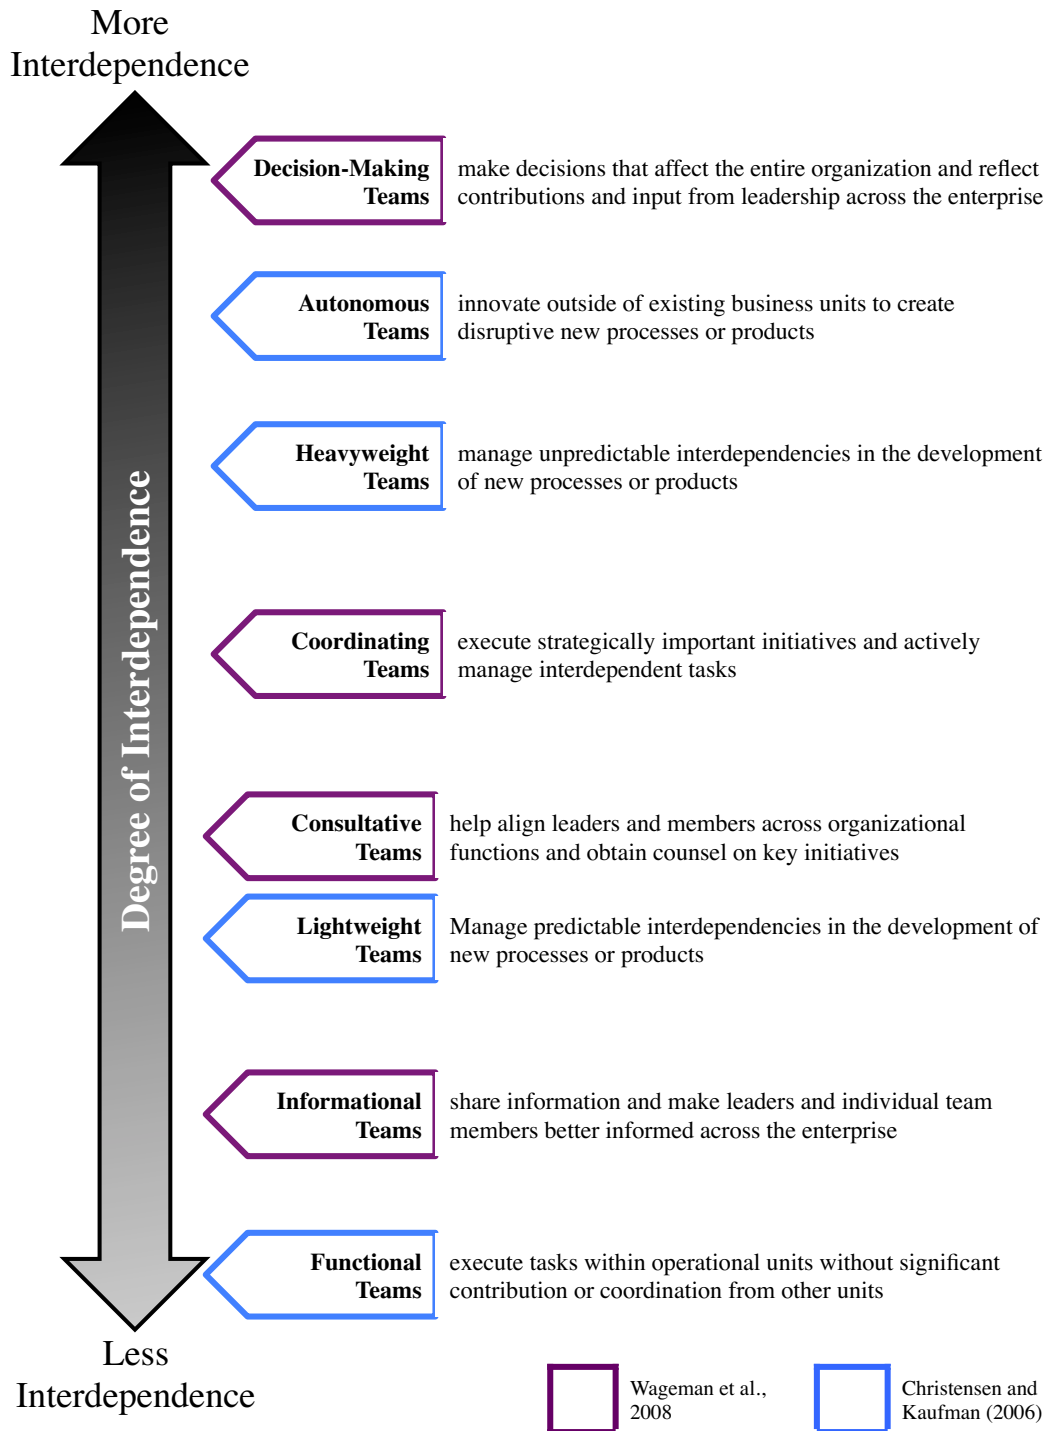 More
Interdependence
Decision-Making
Teams
make decisions that affect the entire organization and reflect
contributions and input from leadership across the enterprise
Autonomous
Teams
innovate outside of existing business units to create
disruptive new processes or products
Heavyweight
Teams
manage unpredictable interdependencies in the development
of new processes or products
Degree of Interdependence
Coordinating
Teams
execute strategically important initiatives and actively
manage interdependent tasks
Consultative
Teams
help align leaders and members across organizational
functions and obtain counsel on key initiatives
Lightweight
Teams
Manage predictable interdependencies in the development of
new processes or products
Informational
Teams
share information and make leaders and individual team
members better informed across the enterprise
Functional
Teams
execute tasks within operational units without significant
contribution or coordination from other units
Less
Interdependence
Wageman et al.,
2008
Christensen and
Kaufman (2006)